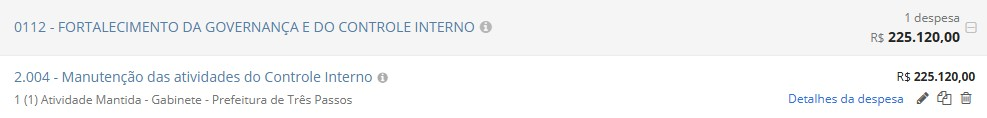 0112 - FORTALECIMENTO DA GOVERNANÇA E DO CONTROLE INTERNO
1 despesa
R$ 225.120,00
2.004 - Manutenção das atividades do Controle Interno
R$ 225.120,00
1 (1) Atividade Mantida - Gabinete - Prefeitura de Três Passos
Detalhes da despesa